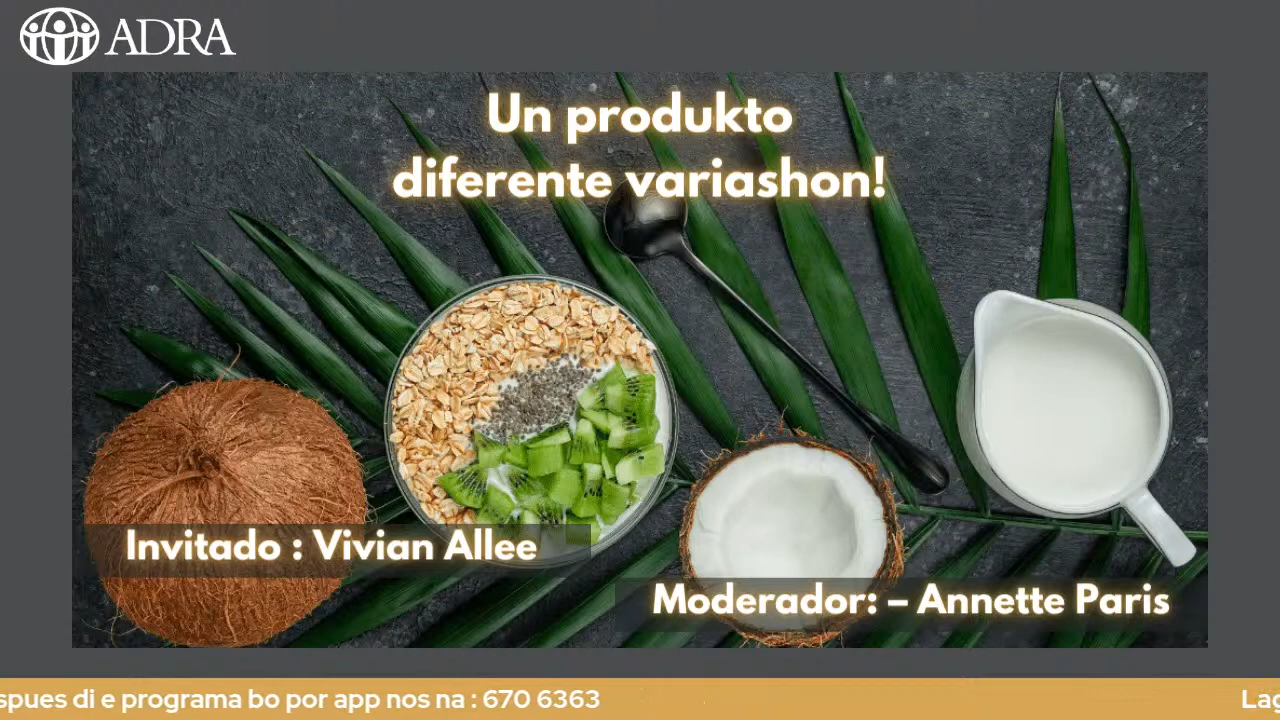 ADRA
Un produkto
diferente variashon!
Invitado : Vivian Allee
Moderador: – Annette Paris
spues di e programa bo por app nos na : 670 6363
Lag